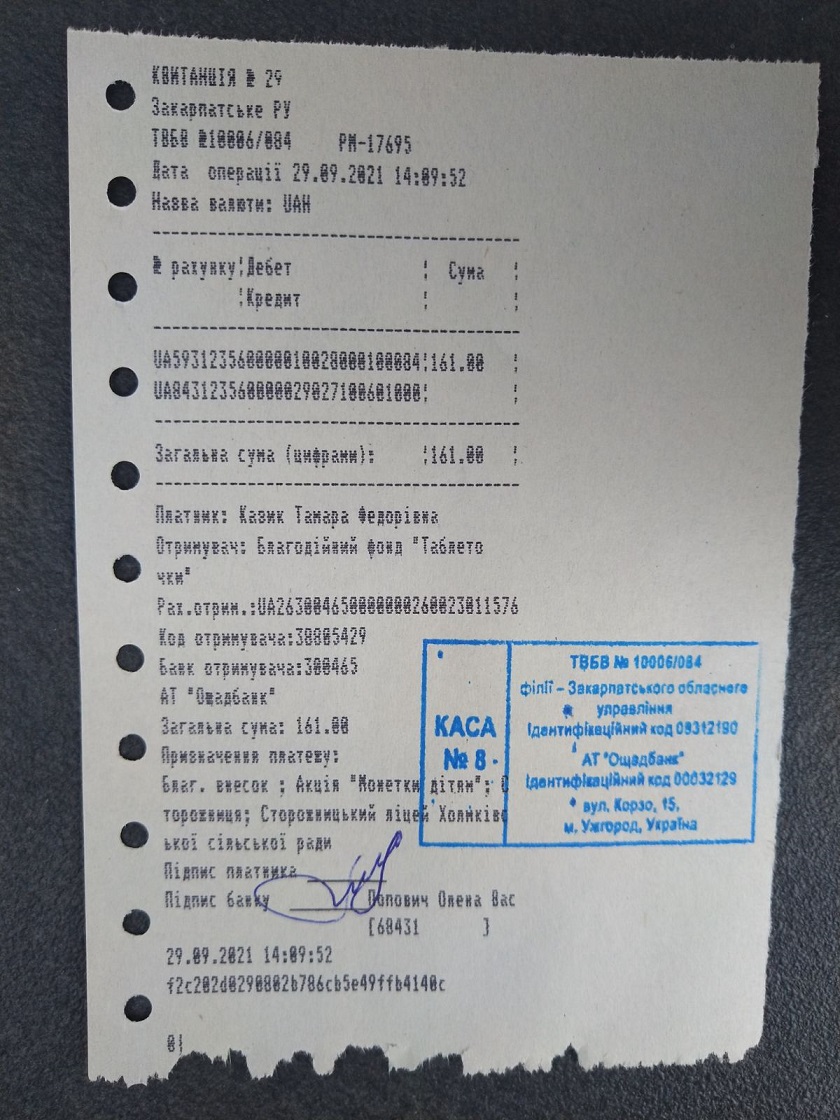 КВИТАНЦІЯ № 29
Закарпатське РУ
ТВБВ №10006/084 РМ-17695
Дата операції 29.09.2021 14:09:52
Назва валюти: UAH
№ рахунку¦Дебет ¦ Сума ¦
¦Кредит ¦ ¦
UA593123560000010028000100084¦161.00 ¦
UA843123560000029027100601000¦ ¦
Загальна сума (цифрами): ¦161.00 ¦
Платник: Казик Тамара Федорівна
Отримувач: Благодійний фонд "Таблето
чки"
Рах.отрим.:UA263004650000000260023011576
Код отримувача:38805429
Банк отримувача:300465
АТ "Ощадбанк"
Загальна сума: 161.00
Призначення платежу:
Благ. внесок ; Акція "Монетки дітям"; С
торожниця; Сторожницький ліцей Холмківс
ької сільської ради
Підпис платника
Підпис банку Попович Олена Вас
[68431 ]
29.09.2021 14:09:52
f2c202d0290802b786cb5e49ffb4140c
0|
КАСА
№ 8
ТВБВ № 10006/084
філії – Закарпатського обласного
управління
Ідентифікаційний код 09312190
АТ "Ощадбанк"
Ідентифікаційний код 00032129
вул. Корзо, 15,
м. Ужгород, Україна